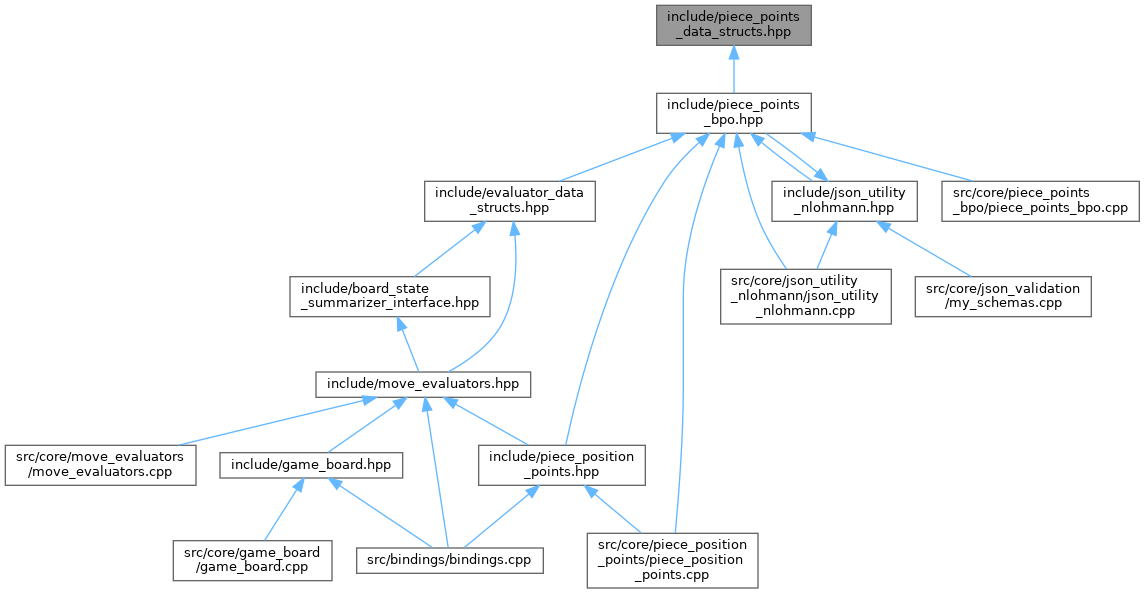 include/piece_points
_data_structs.hpp
include/piece_points
_bpo.hpp
include/evaluator_data
_structs.hpp
include/json_utility
_nlohmann.hpp
src/core/piece_points
_bpo/piece_points_bpo.cpp
include/board_state
_summarizer_interface.hpp
src/core/json_utility
_nlohmann/json_utility
_nlohmann.cpp
src/core/json_validation
/my_schemas.cpp
include/move_evaluators.hpp
src/core/move_evaluators
/move_evaluators.cpp
include/game_board.hpp
include/piece_position
_points.hpp
src/core/game_board
/game_board.cpp
src/bindings/bindings.cpp
src/core/piece_position
_points/piece_position
_points.cpp